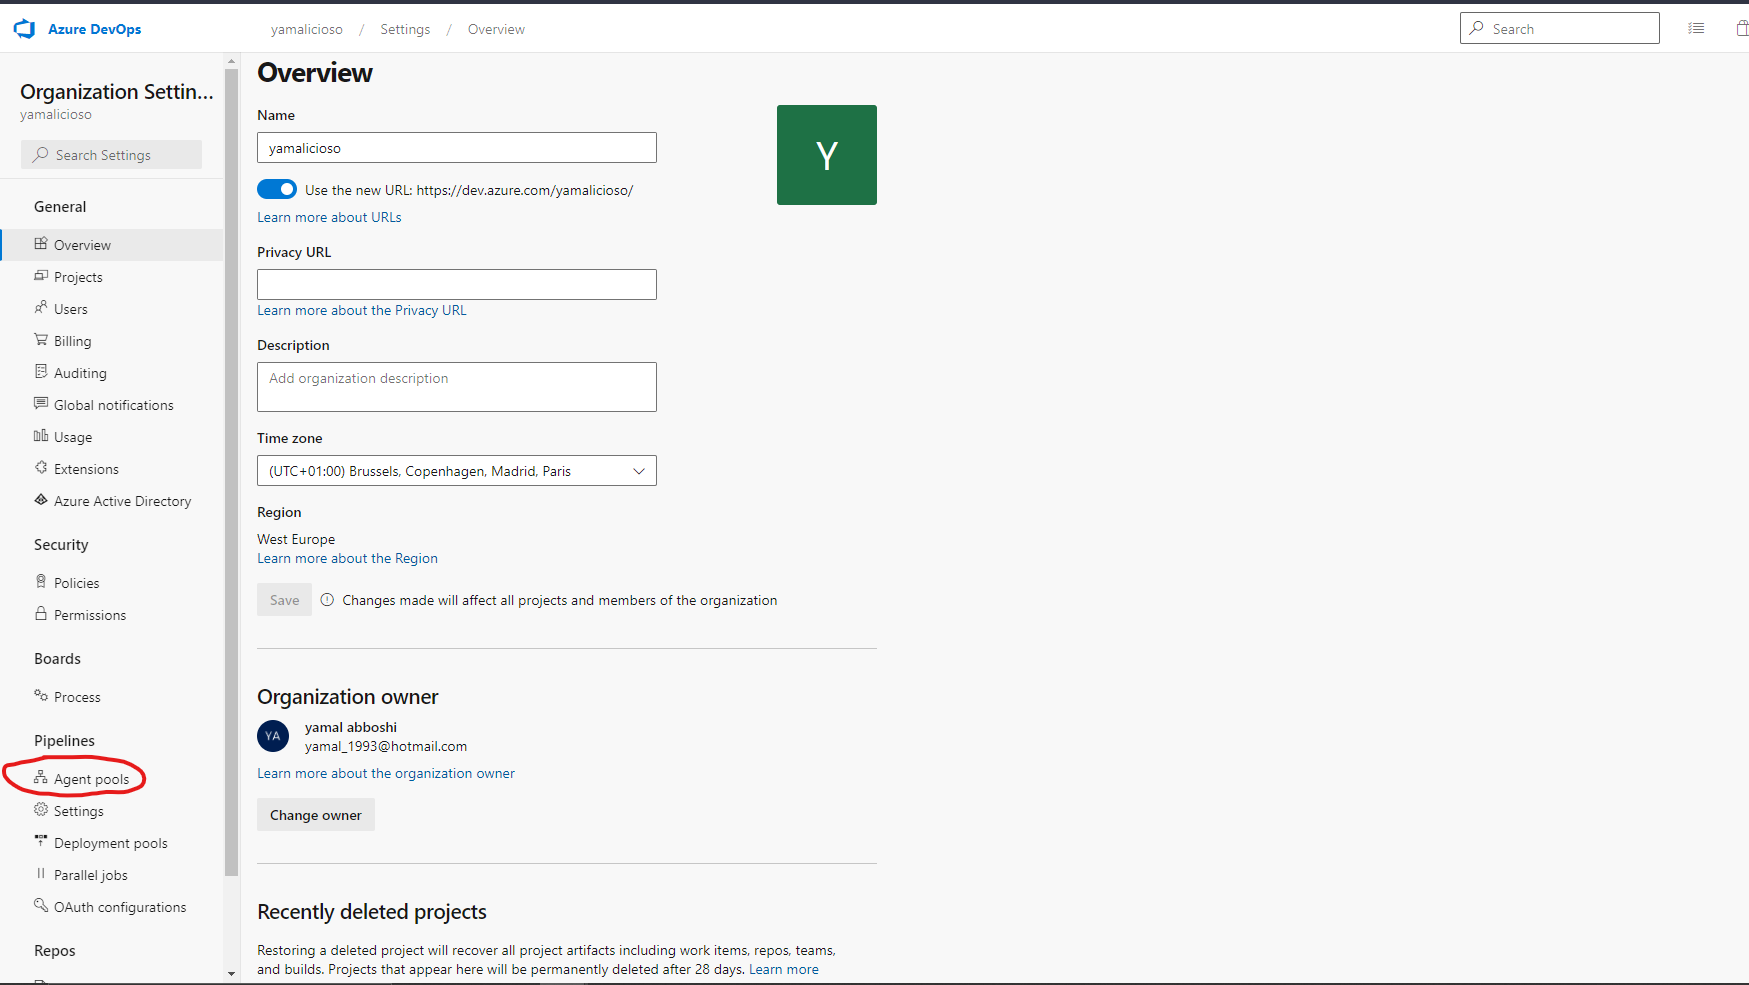 Azure DevOps
yamalicioso / Settings / Overview
Search
Organization Settin...
yamalicioso
Search Settings
General
Overview
Projects
Users
Billing
Auditing
Global notifications
Usage
Extensions
Azure Active Directory
Security
Policies
Permissions
Boards
Process
Pipelines
Agent pools
Settings
Deployment pools
Parallel jobs
OAuth configurations
Repos
Overview
Name
yamalicioso
Y
Use the new URL: https://dev.azure.com/yamalicioso/
Learn more about URLs
Privacy URL
Learn more about the Privacy URL
Description
Add organization description
Time zone
(UTC+01:00) Brussels, Copenhagen, Madrid, Paris
Region
West Europe
Learn more about the Region
Save Changes made will affect all projects and members of the organization
Organization owner
YA
yamal abboshi
yamal_1993@hotmail.com
Learn more about the organization owner
Change owner
Recently deleted projects
Restoring a deleted project will recover all project artifacts including work items, repos, teams,
and builds. Projects that appear here will be permanently deleted after 28 days. Learn more